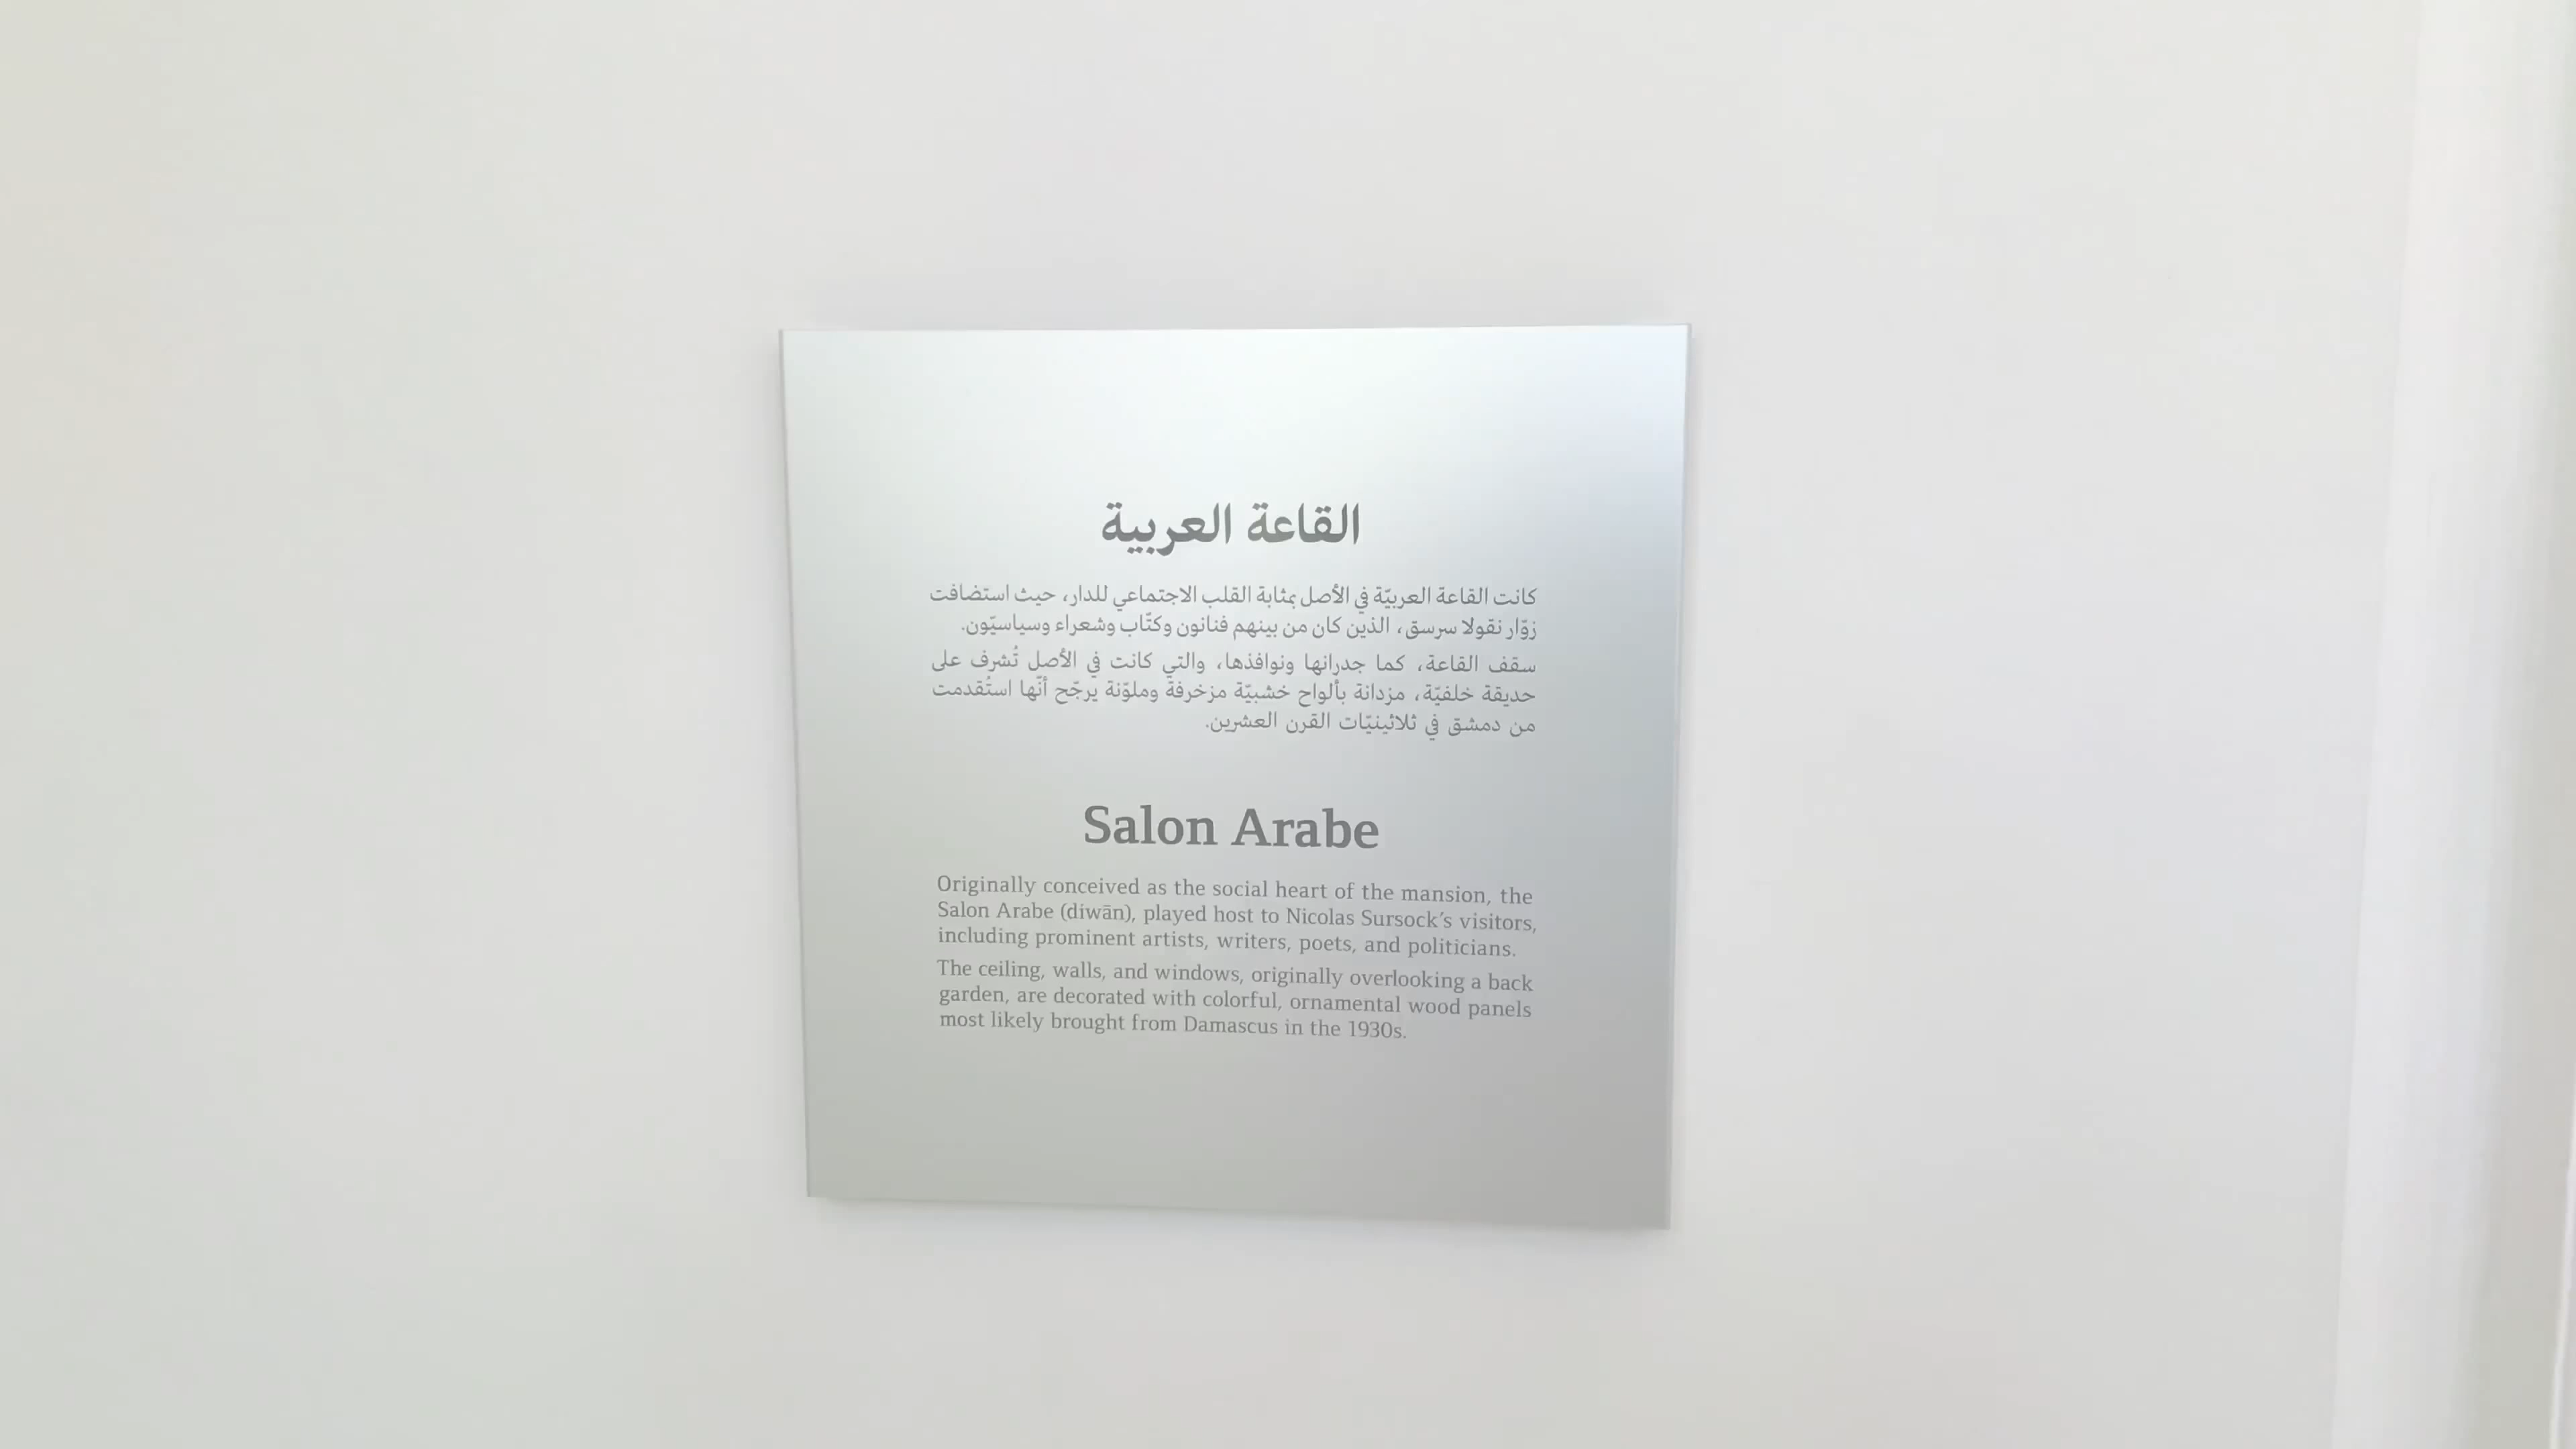 القاعة العربية
كانت القاعة العربيّة في الأصل بمثابة القلب الاجتماعي للدار، حيث استضافت
زوّار نقولا سرسق، الذين كان من بينهم فنانون وكتّاب وشعراء وسياسيّون.
سقف القاعة، كما جدرانها ونوافذها، والتي كانت في الأصل تُشرف على
حديقة خلفيّة، مزدانة بألواح خشبيّة مزخرفة وملوّنة يرجّح أنّها استُقدمت
من دمشق في ثلاثينيّات القرن العشرين.
Salon Arabe
Originally conceived as the social heart of the mansion, the
Salon Arabe (diwān), played host to Nicolas Sursock's visitors,
including prominent artists, writers, poets, and politicians.
The ceiling, walls, and windows, originally overlooking a back
garden, are decorated with colorful, ornamental wood panels
most likely brought from Damascus in the 1930s.